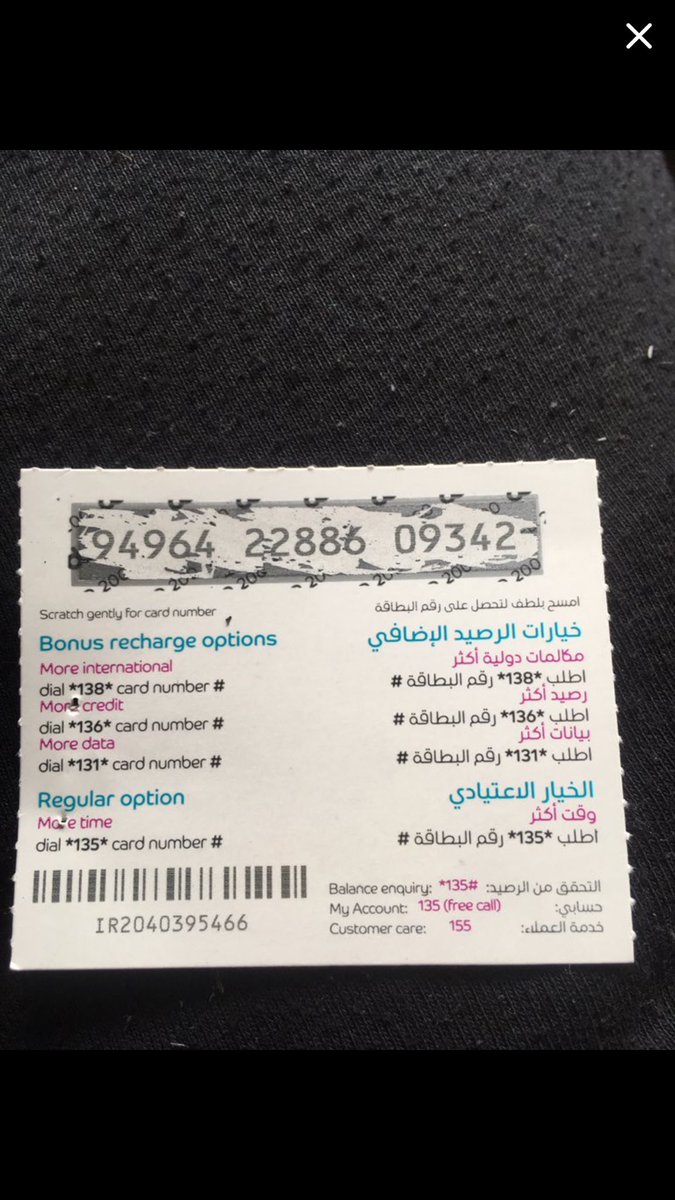 94964 22886 09342
Scratch gently for card number
امسح بلطف لتحصل على رقم البطاقة
Bonus recharge options
خيارات الرصيد الإضافي
More international
مكالمات دولية أكثر
dial *138* card number #
اطلب *138* رقم البطاقة #
More credit
رصيد أكثر
dial *136* card number #
اطلب *136* رقم البطاقة #
More data
بيانات أكثر
dial *131* card number #
اطلب *131* رقم البطاقة #
Regular option
الخيار الاعتيادي
More time
وقت أكثر
dial *135* card number #
اطلب *135* رقم البطاقة #
IR2040395466
Balance enquiry: *135# التحقق من الرصيد:
My Account: 135 (free call) حسابي:
Customer care: 155 خدمة العملاء: